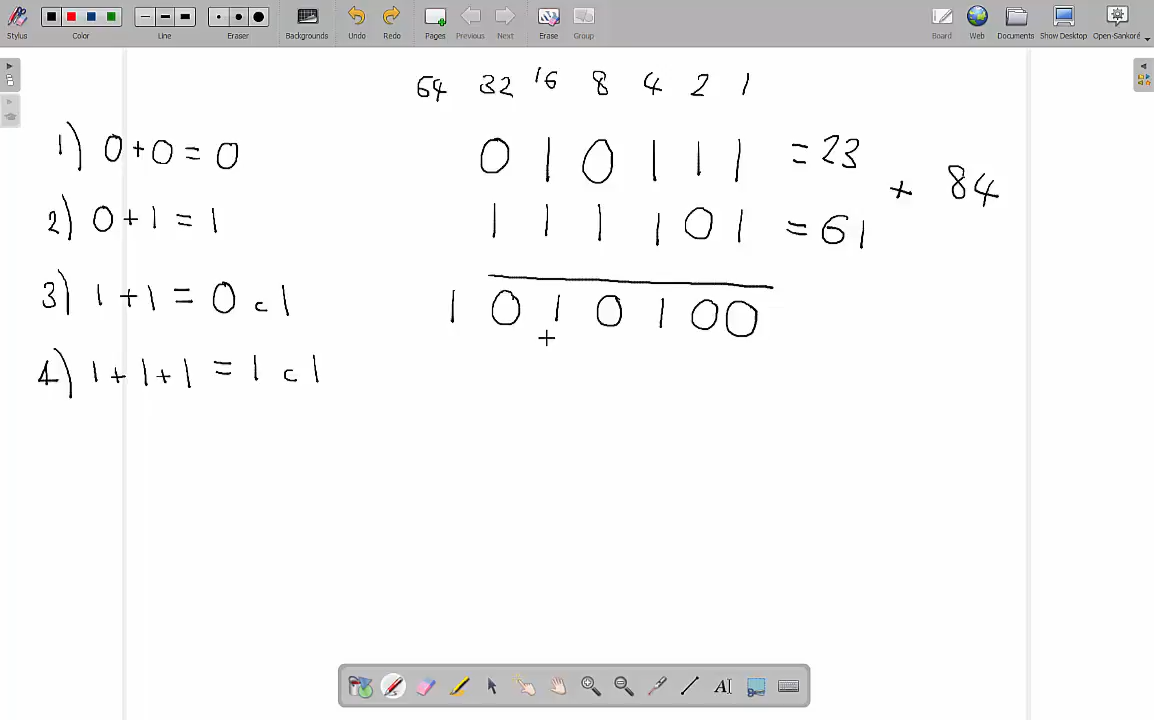 Stylus Color Line Eraser Backgrounds Undo Redo Pages Previous Next Erase Group Board Web Documents Show Desktop Open-Sankoré
64 32 16 8 4 2 1
1) 0+0=0
0 1 0 1 1 1 = 23
+ 84
2) 0+1=1
1 1 1 1 0 1 = 61
3) 1+1=0 c 1
1 0 1 0 1 0 0
4) 1+1+1=1 c 1